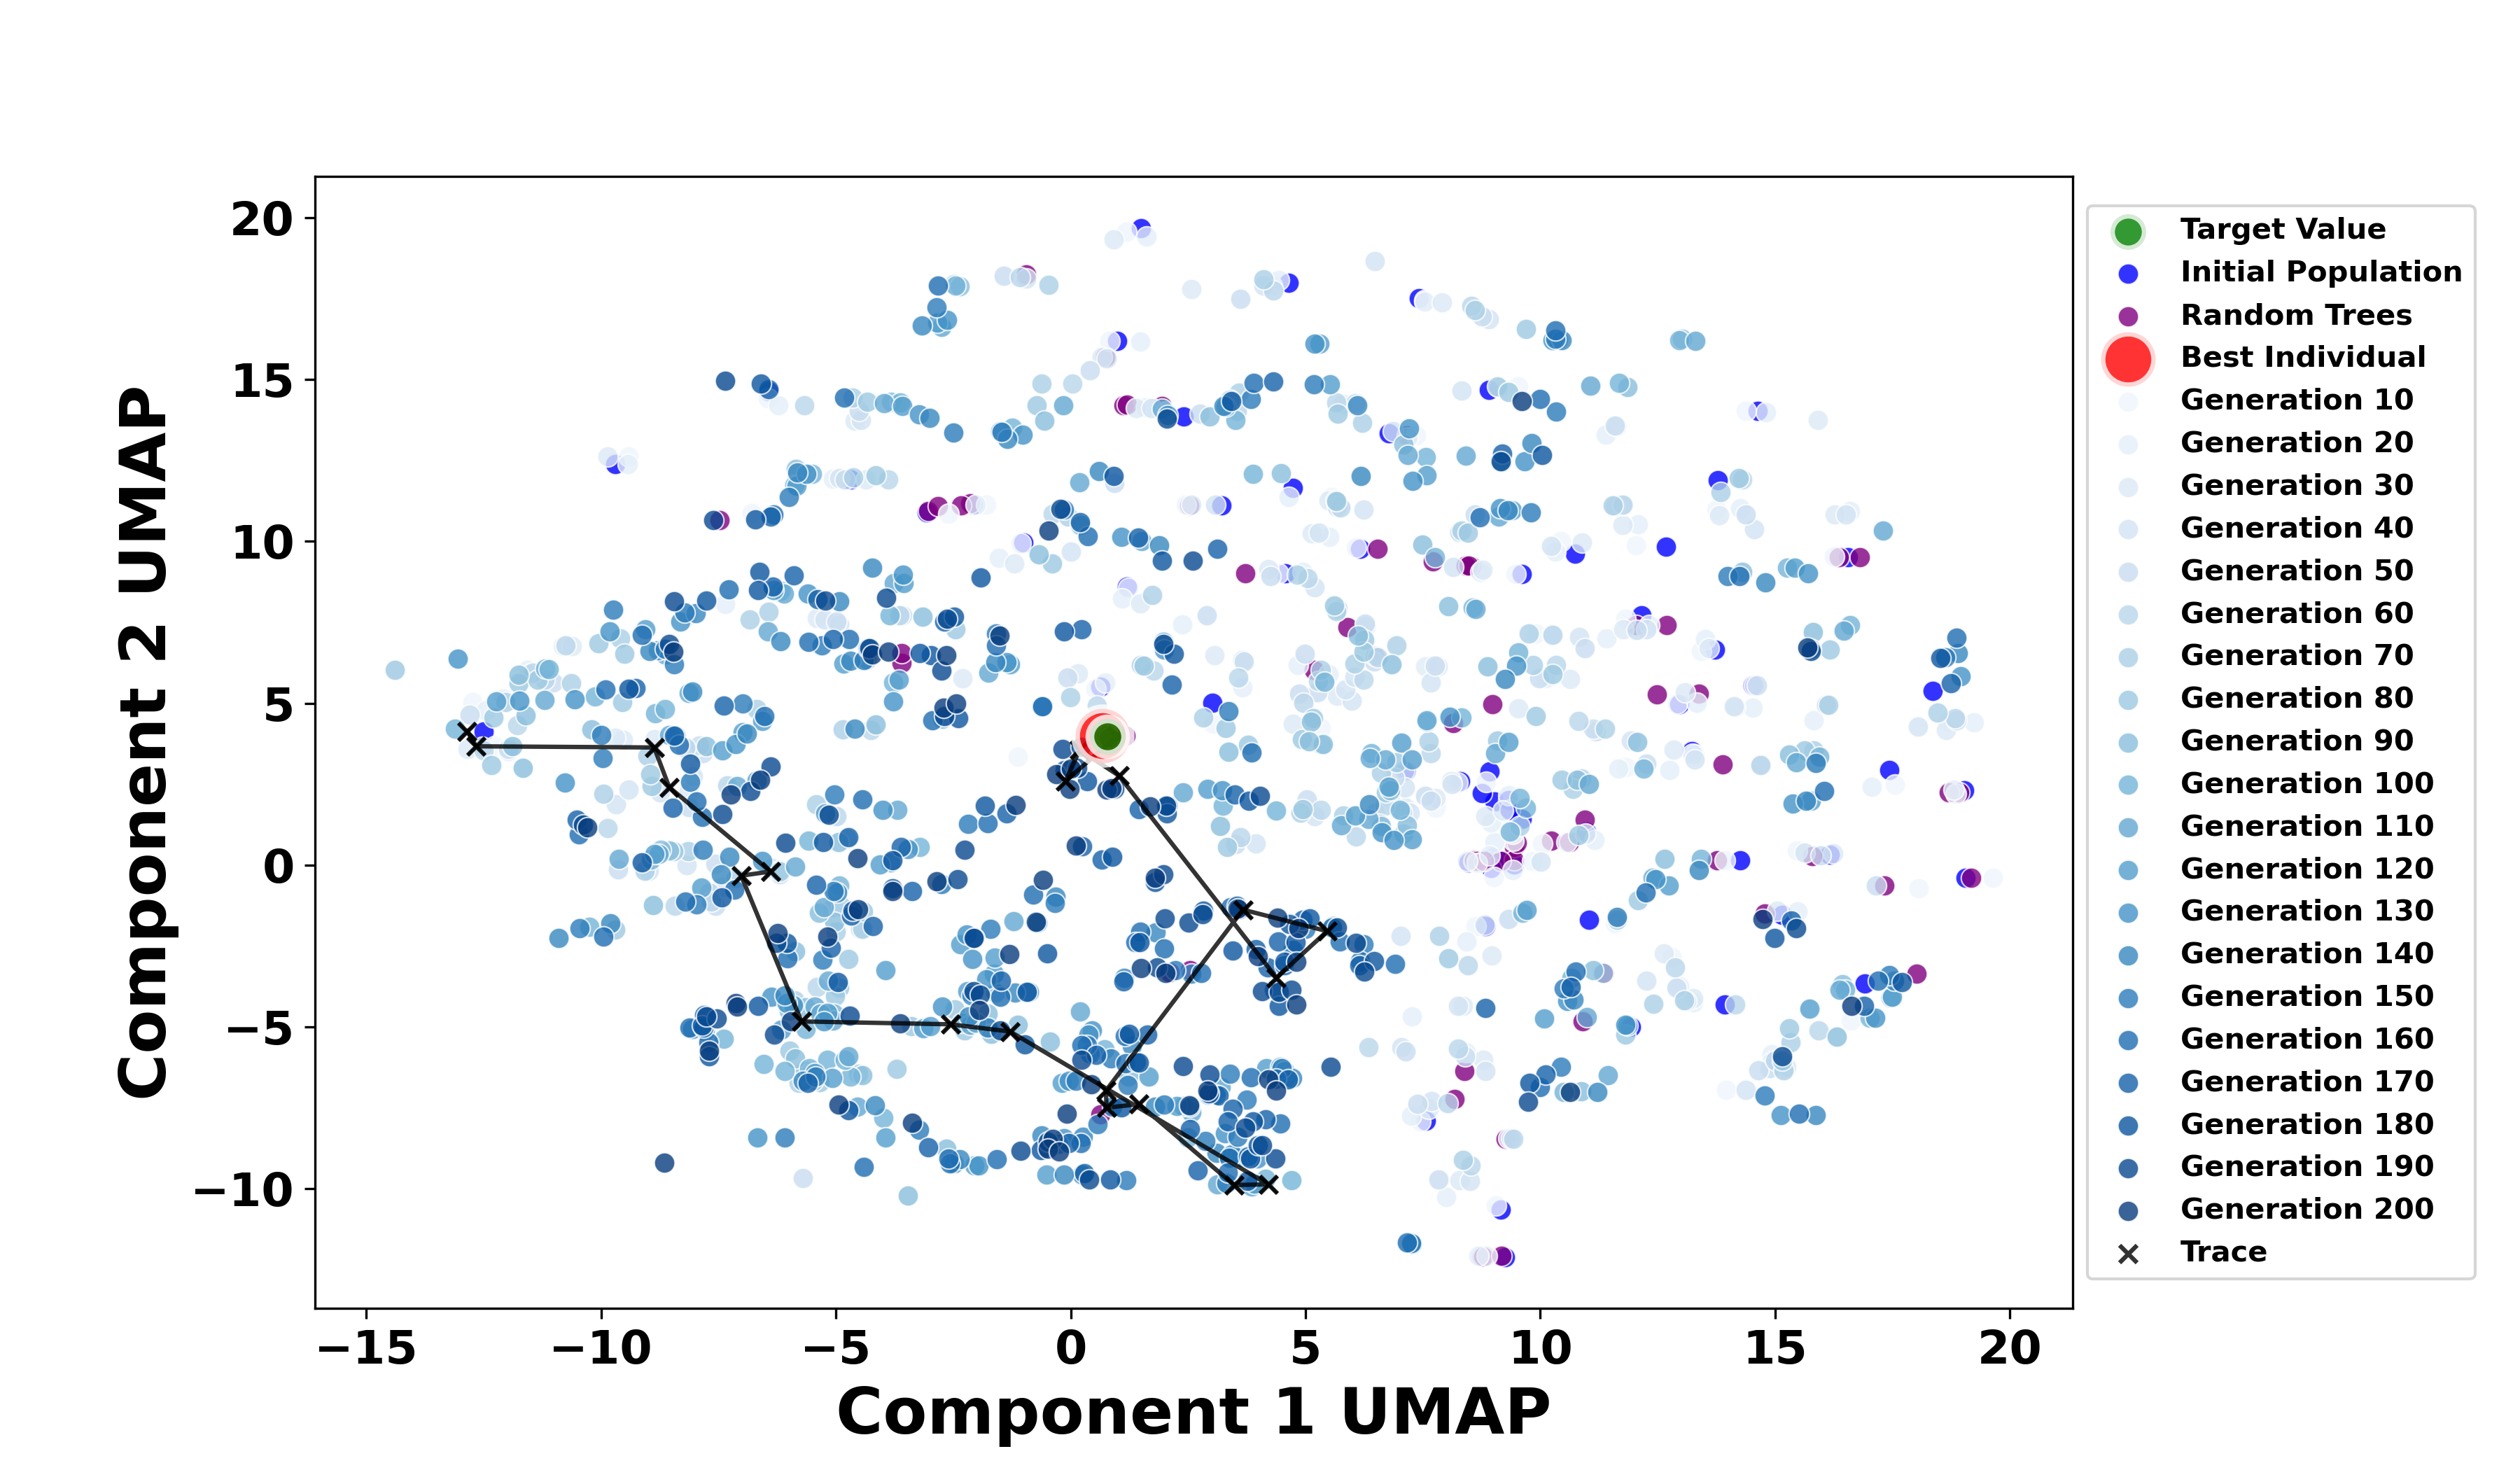 20
15
10
5
0
−5
−10
−15
−10
−5
0
5
10
15
20
Component 2 UMAP
Component 1 UMAP
Target Value
Initial Population
Random Trees
Best Individual
Generation 10
Generation 20
Generation 30
Generation 40
Generation 50
Generation 60
Generation 70
Generation 80
Generation 90
Generation 100
Generation 110
Generation 120
Generation 130
Generation 140
Generation 150
Generation 160
Generation 170
Generation 180
Generation 190
Generation 200
Trace